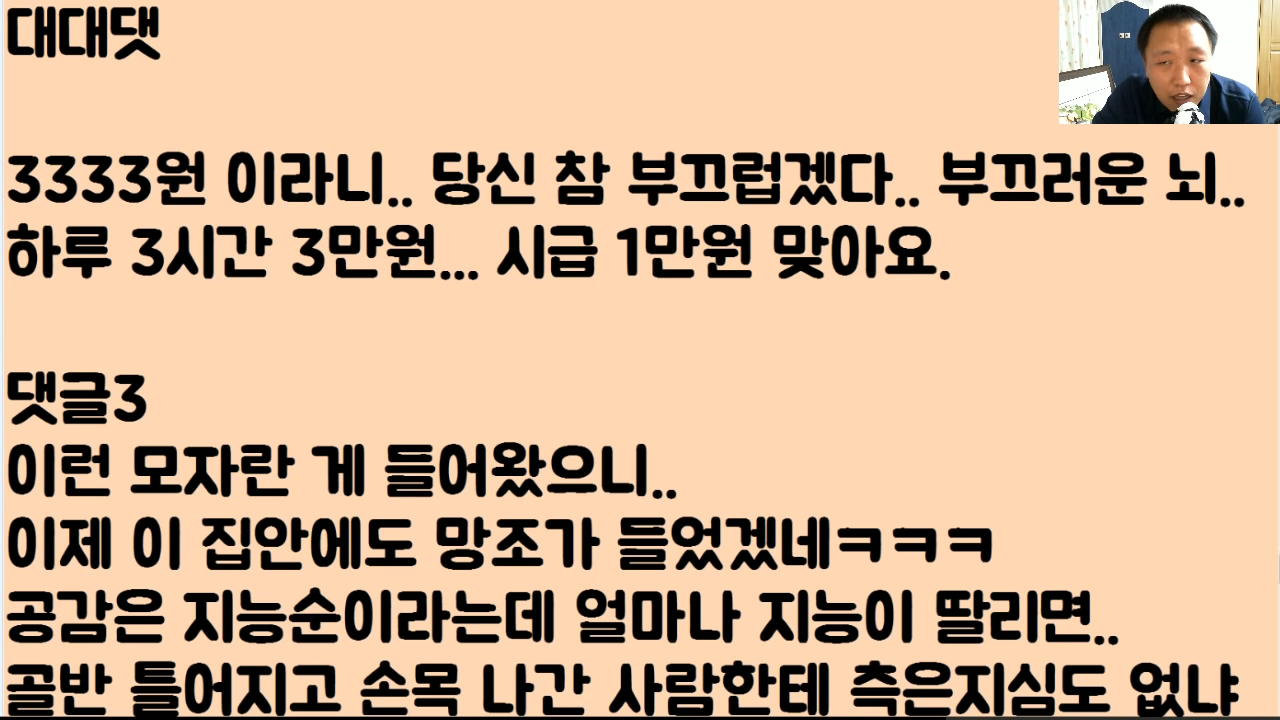 대대댓
3333원 이라니.. 당신 참 부끄럽겠다.. 부끄러운 뇌..
하루 3시간 3만원... 시급 1만원 맞아요.
댓글3
이런 모자란 게 들어왔으니..
이제 이 집안에도 망조가 들었겠네ㅋㅋㅋ
공감은 지능순이라는데 얼마나 지능이 딸리면..
골반 틀어지고 손목 나간 사람한테 측은지심도 없냐